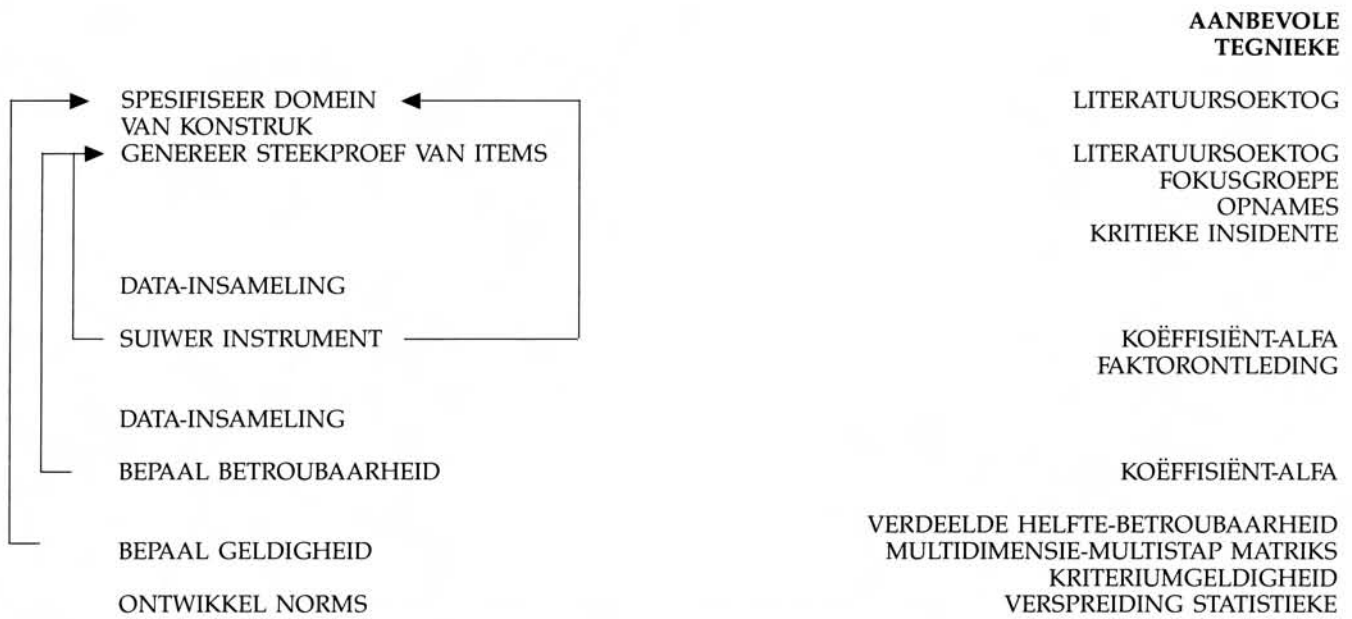 AANBEVOLE
TEGNIEKE
SPESIFISEER DOMEIN
VAN KONSTRUK
LITERATUURSOEKTOG
GENEREER STEEKPROEF VAN ITEMS
LITERATUURSOEKTOG
FOKUSGROEPE
OPNAMES
KRITIEKE INSIDENTE
DATA-INSAMELING
SUIWER INSTRUMENT
KOËFFISIËNT-ALFA
FAKTORONTLEDING
DATA-INSAMELING
BEPAAL BETROUBAARHEID
KOËFFISIËNT-ALFA
VERDEELDE HELFTE-BETROUBAARHEID
BEPAAL GELDIGHEID
MULTIDIMENSIE-MULTISTAP MATRIKS
KRITERIUMGELDIGHEID
ONTWIKKEL NORMS
VERSPREIDING STATISTIEKE